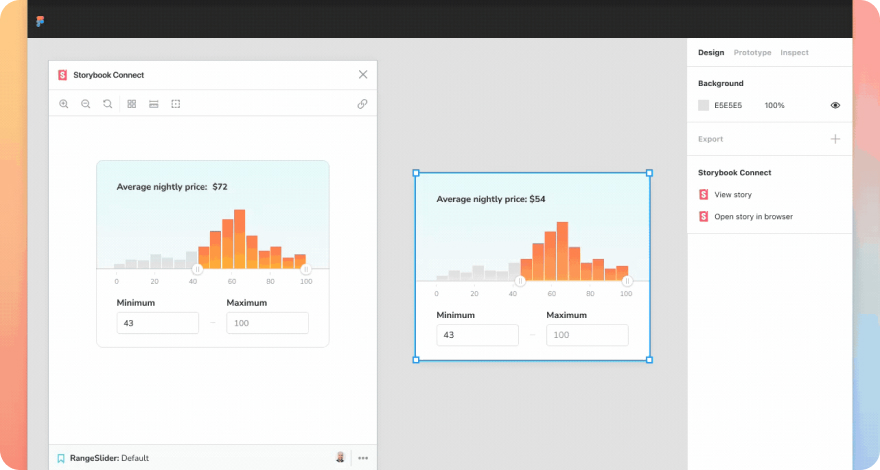 Storybook Connect
Average nightly price: $72
0 20 40 60 80 100
Minimum Maximum
43 – 100
RangeSlider: Default
Average nightly price: $54
0 20 40 60 80 100
Minimum Maximum
43 – 100
Design Prototype Inspect
Background
E5E5E5 100%
Export
Storybook Connect
View story
Open story in browser